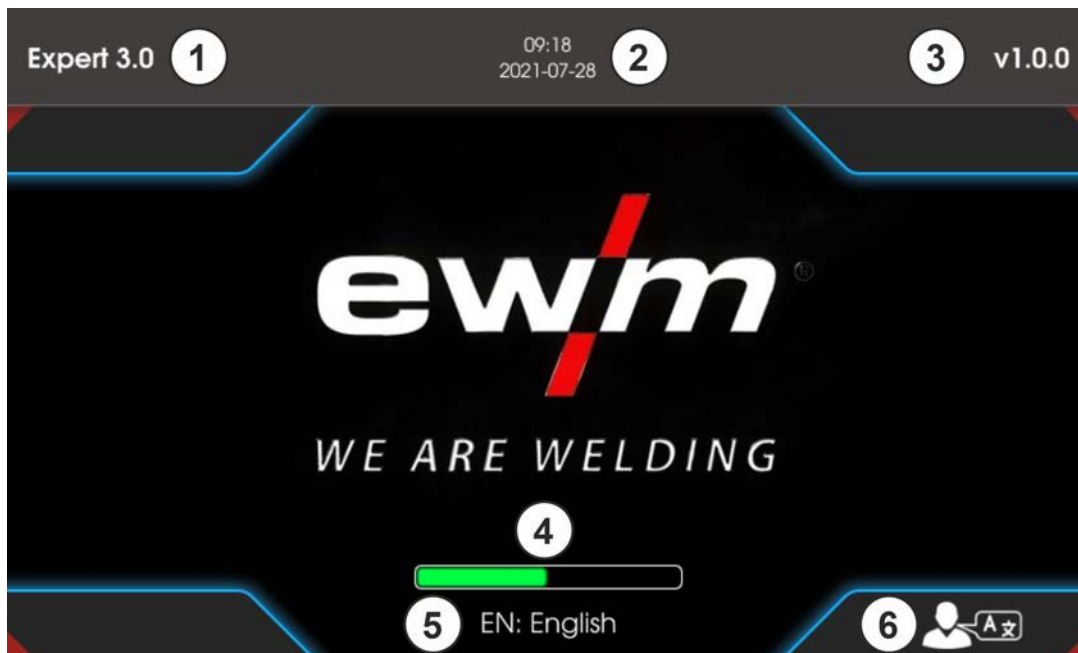 Expert 3.0 1
09:18
2021-07-28
2
3 v1.0.0
ewm®
WE ARE WELDING
4
5 EN: English
6 A文